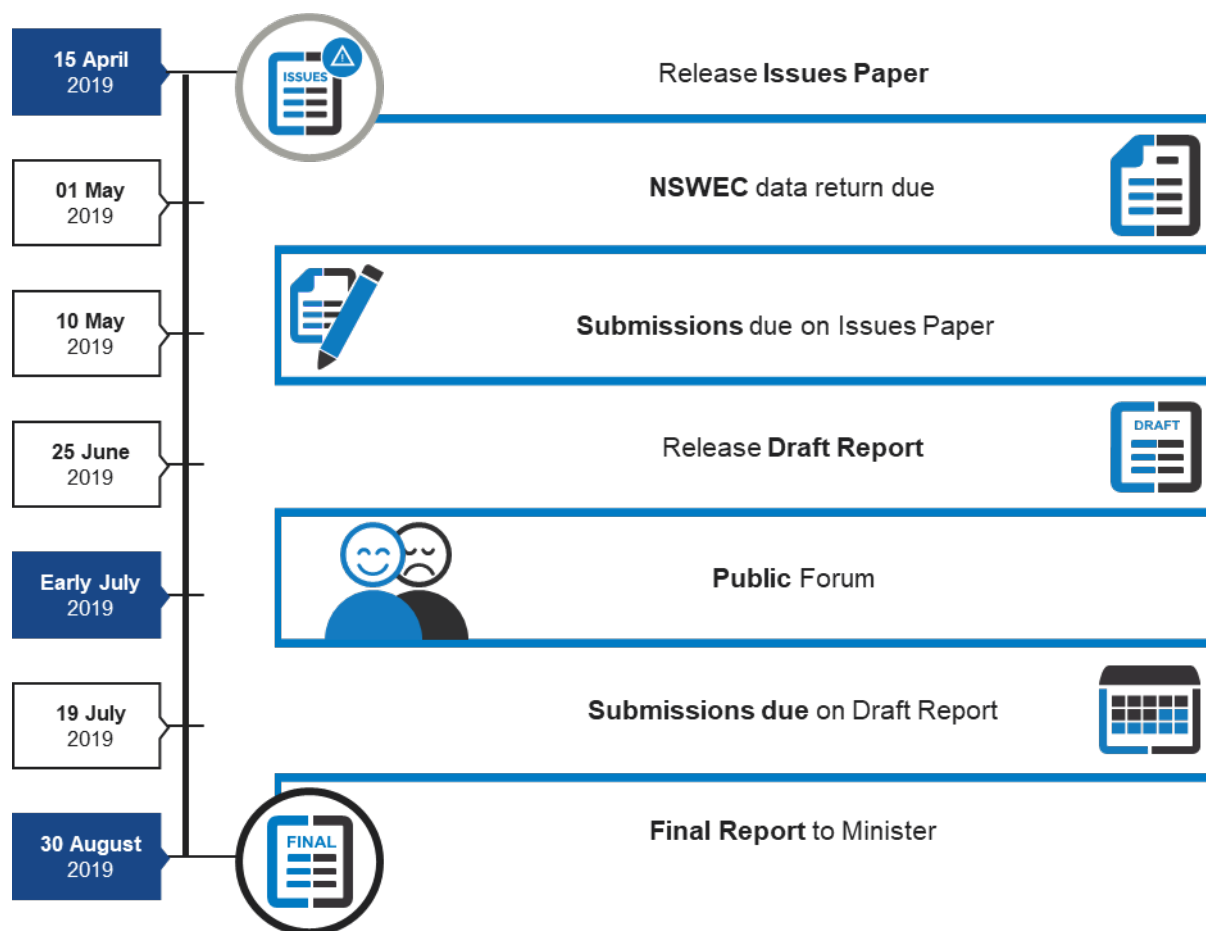 15 April
2019
ISSUES
Release Issues Paper
01 May
2019
NSWEC data return due
10 May
2019
Submissions due on Issues Paper
25 June
2019
Release Draft Report
DRAFT
Early July
2019
Public Forum
19 July
2019
Submissions due on Draft Report
30 August
2019
FINAL
Final Report to Minister